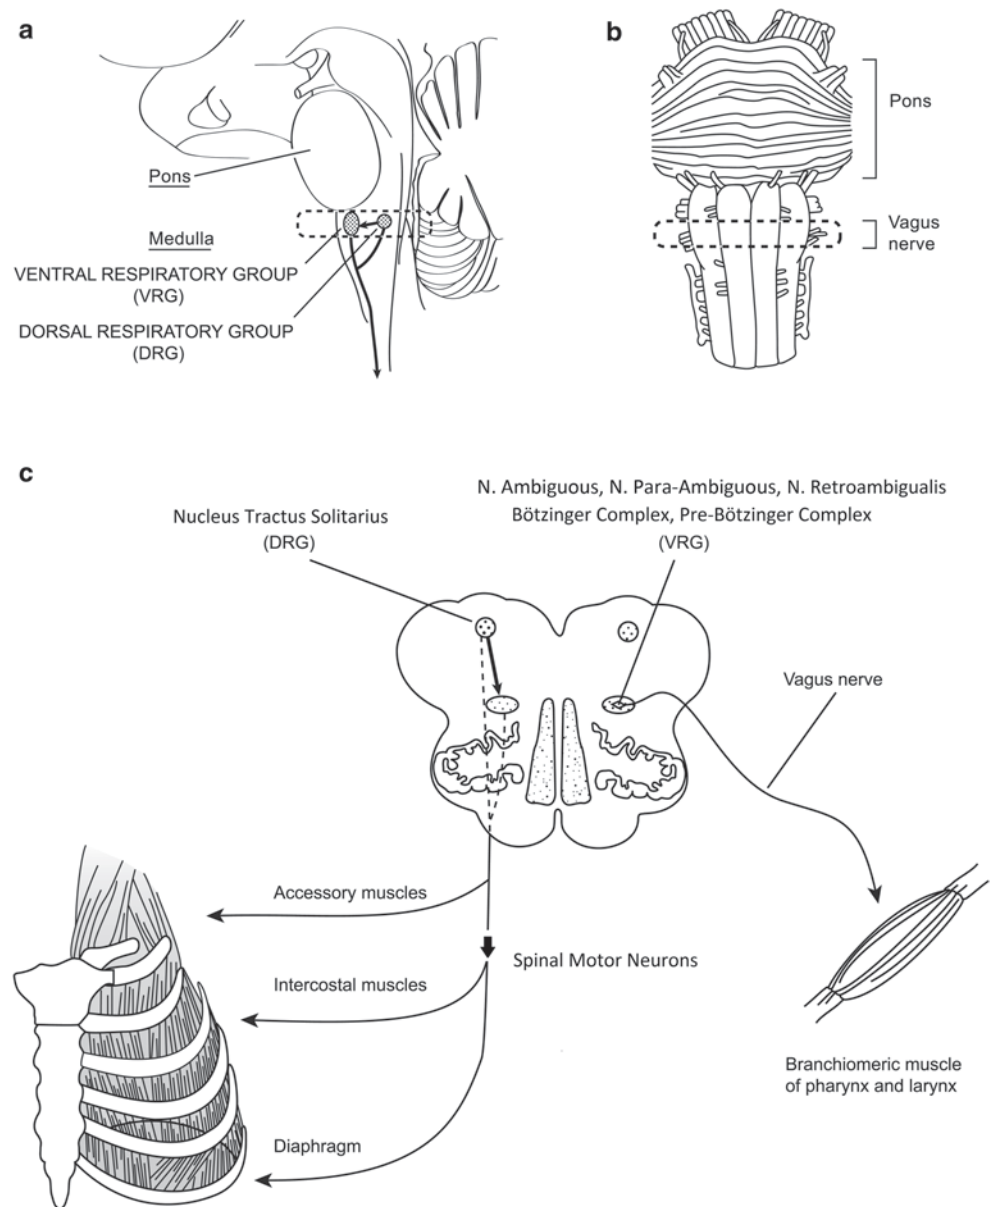 a
Pons
Medulla
VENTRAL RESPIRATORY GROUP
(VRG)
DORSAL RESPIRATORY GROUP
(DRG)
b
Pons
Vagus
nerve
c
Nucleus Tractus Solitarius
(DRG)
N. Ambiguous, N. Para-Ambiguous, N. Retroambigualis
Bötzinger Complex, Pre-Bötzinger Complex
(VRG)
Vagus nerve
Accessory muscles
Spinal Motor Neurons
Intercostal muscles
Branchiomeric muscle
of pharynx and larynx
Diaphragm